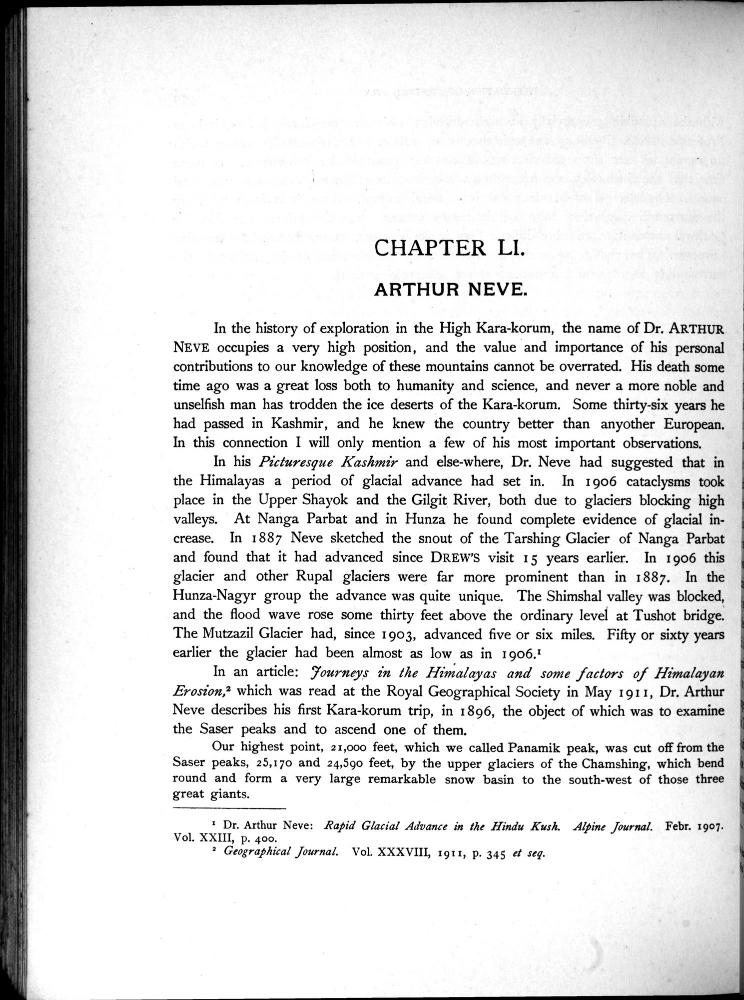 CHAPTER LI.
ARTHUR NEVE.
In the history of exploration in the High Kara-korum, the name of Dr. ARTHUR
NEVE occupies a very high position, and the value and importance of his personal
contributions to our knowledge of these mountains cannot be overrated. His death some
time ago was a great loss both to humanity and science, and never a more noble and
unselfish man has trodden the ice deserts of the Kara-korum. Some thirty-six years he
had passed in Kashmir, and he knew the country better than anyother European.
In this connection I will only mention a few of his most important observations.
In his Picturesque Kashmir and else-where, Dr. Neve had suggested that in
the Himalayas a period of glacial advance had set in. In 1906 cataclysms took
place in the Upper Shayok and the Gilgit River, both due to glaciers blocking high
valleys. At Nanga Parbat and in Hunza he found complete evidence of glacial in-
crease. In 1887 Neve sketched the snout of the Tarshing Glacier of Nanga Parbat
and found that it had advanced since DREW'S visit 15 years earlier. In 1906 this
glacier and other Rupal glaciers were far more prominent than in 1887. In the
Hunza-Nagyr group the advance was quite unique. The Shimshal valley was blocked,
and the flood wave rose some thirty feet above the ordinary level at Tushot bridge.
The Mutzazil Glacier had, since 1903, advanced five or six miles. Fifty or sixty years
earlier the glacier had been almost as low as in 1906.¹
In an article: Journeys in the Himalayas and some factors of Himalayan
Erosion,² which was read at the Royal Geographical Society in May 1911, Dr. Arthur
Neve describes his first Kara-korum trip, in 1896, the object of which was to examine
the Saser peaks and to ascend one of them.
Our highest point, 21,000 feet, which we called Panamik peak, was cut off from the
Saser peaks, 25,170 and 24,590 feet, by the upper glaciers of the Chamshing, which bend
round and form a very large remarkable snow basin to the south-west of those three
great giants.
¹ Dr. Arthur Neve: Rapid Glacial Advance in the Hindu Kush. Alpine Journal. Febr. 1907.
Vol. XXIII, p. 400.
² Geographical Journal. Vol. XXXVIII, 1911, p. 345 et seq.